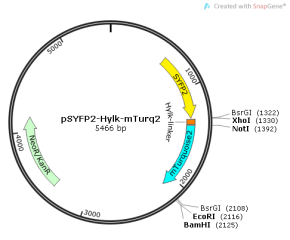 Created with SnapGene®
5000
1000
SYFP2
pSYFP2-Hylk-mTurq2
5466 bp
Hylk-linker
BsrGI (1322)
XhoI (1330)
NotI (1392)
4000
NeoR/KanR
mTurquoise2
2000
3000
BsrGI (2108)
EcoRI (2116)
BamHI (2125)